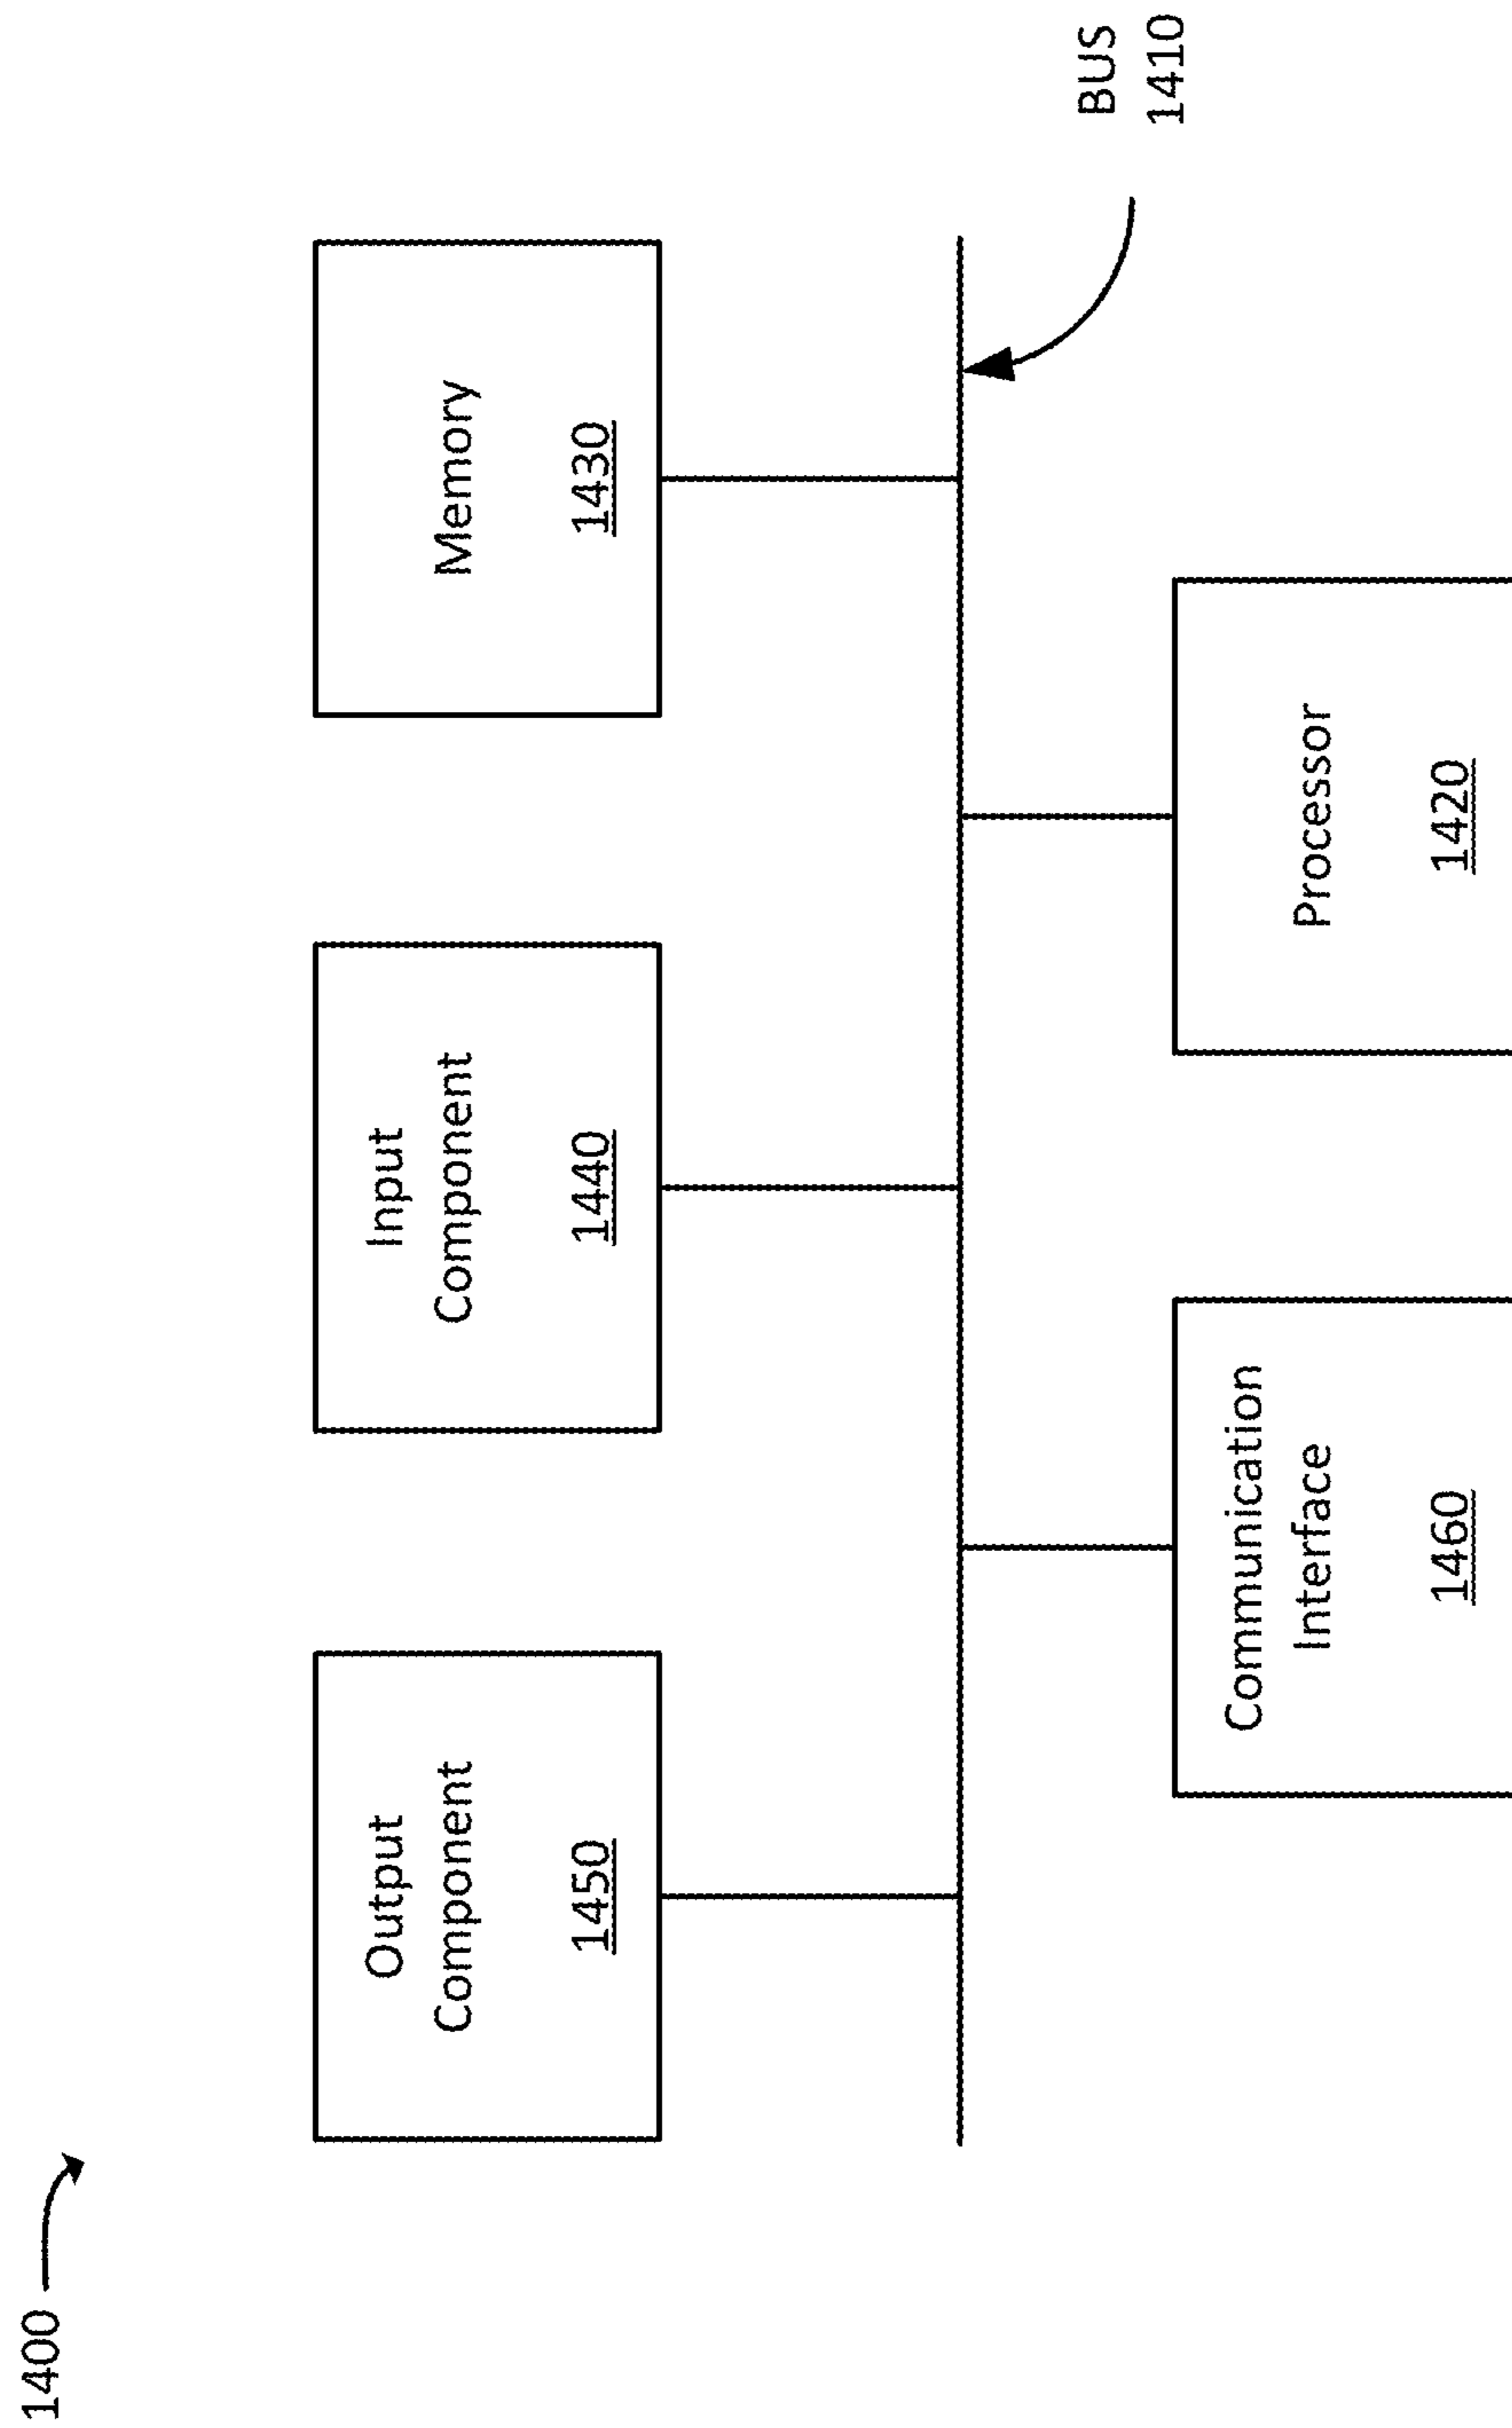 1400
Output
Component
1450
Input
Component
1440
Memory
1430
BUS
1410
Communication
Interface
1460
Processor
1420